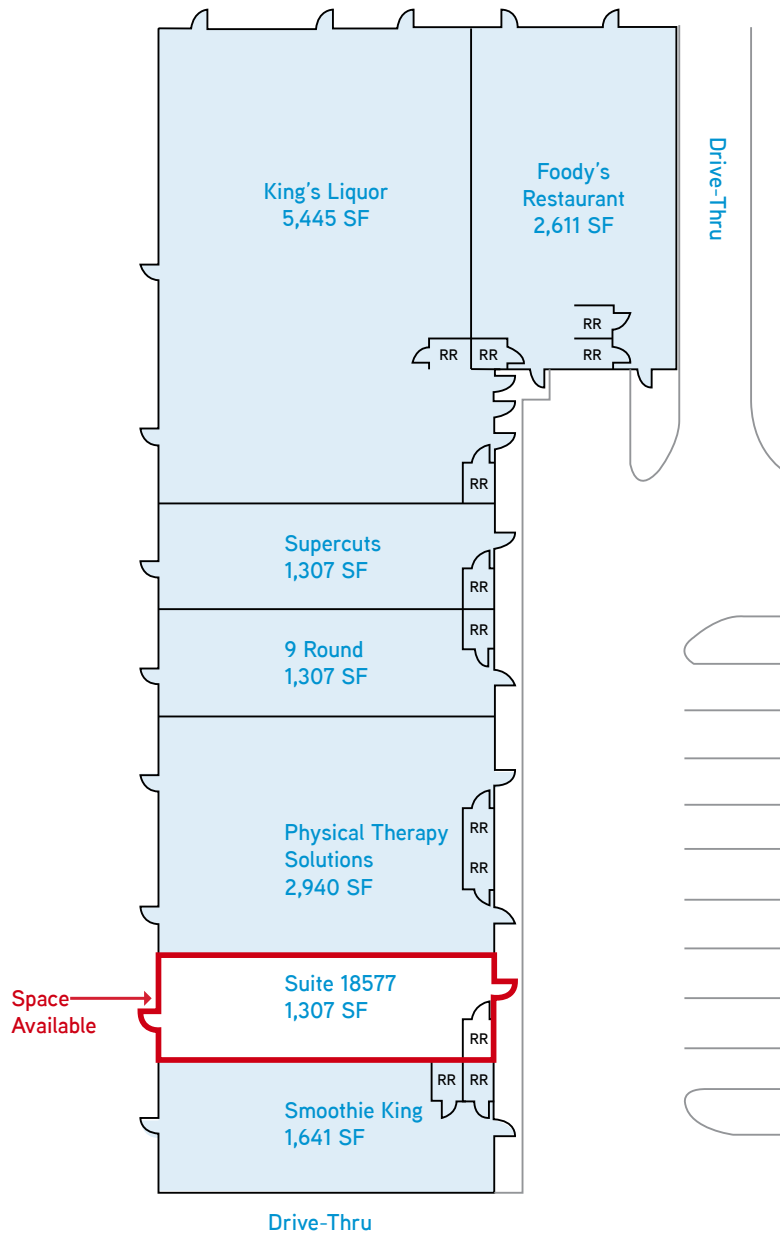 King's Liquor
5,445 SF
Foody's
Restaurant
2,611 SF
Drive-Thru
RR
RR
RR
RR
RR
Supercuts
1,307 SF
RR
RR
9 Round
1,307 SF
Physical Therapy
Solutions
2,940 SF
RR
RR
Space
Available
Suite 18577
1,307 SF
RR
RR
RR
Smoothie King
1,641 SF
Drive-Thru